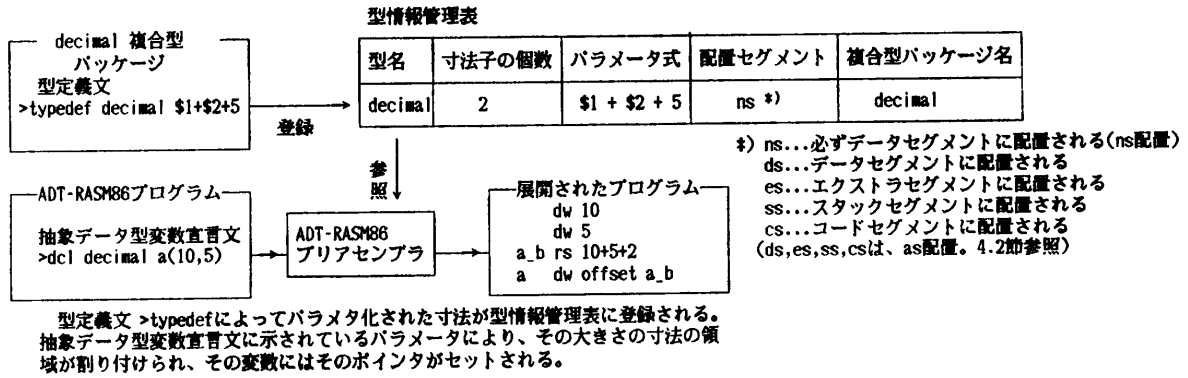 型情報管理表
decimal 複合型
パッケージ
型定義文
>typedef decimal $1+$2+5
登録
型名 寸法子の個数 パラメータ式 配置セグメント 複合型パッケージ名
decimal 2 $1 + $2 + 5 ns *) decimal
*) ns...必ずデータセグメントに配置される(ns配置)
ds...データセグメントに配置される
es...エクストラセグメントに配置される
ss...スタックセグメントに配置される
cs...コードセグメントに配置される
(ds,es,ss,csは、as配置。4.2節参照)
参照
ADT-RASM86プログラム
抽象データ型変数宣言文
>dcl decimal a(10,5)
ADT-RASM86
プリアセンブラ
展開されたプログラム
dw 10
dw 5
a_b rs 10+5+2
a dw offset a_b
型定義文 >typedefによってパラメタ化された寸法が型情報管理表に登録される。
抽象データ型変数宣言文に示されているパラメータにより、その大きさの寸法の領
域が割り付けられ、その変数にはそのポインタがセットされる。